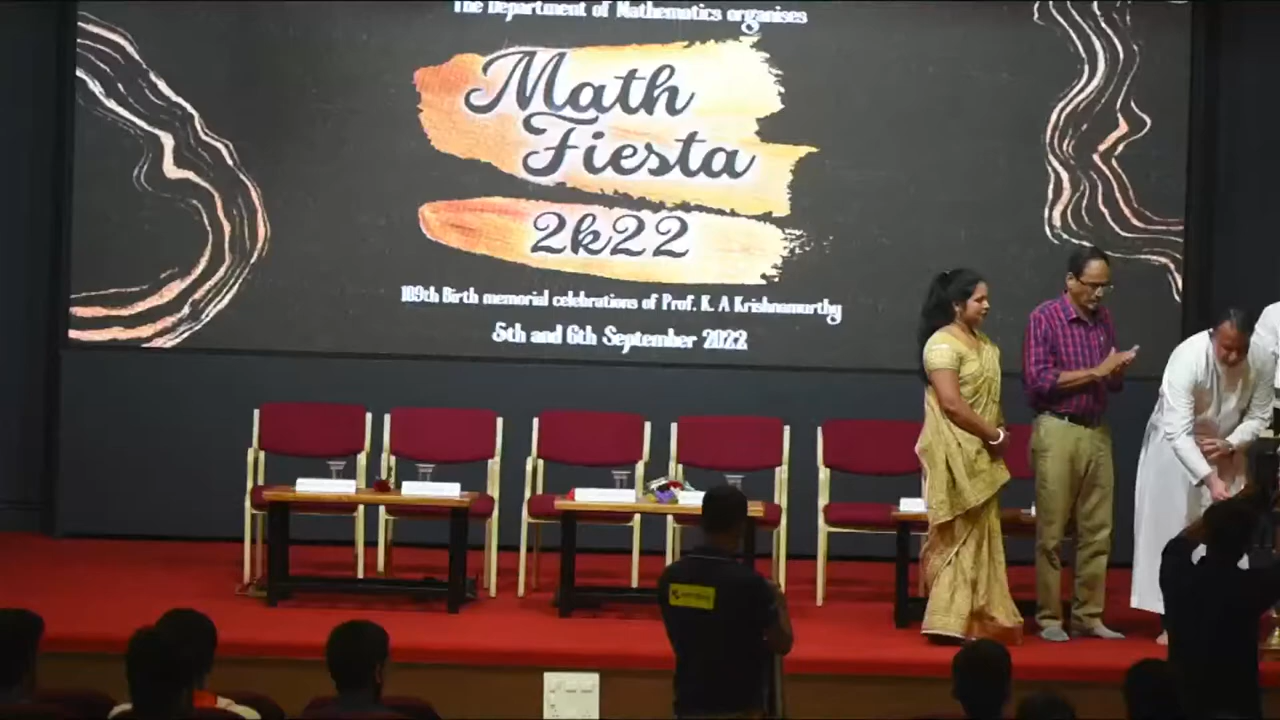 The Department of Mathematics organises
Math
Fiesta
2k22
109th Birth memorial celebrations of Prof. K. A Krishnamurthy
5th and 6th September 2022